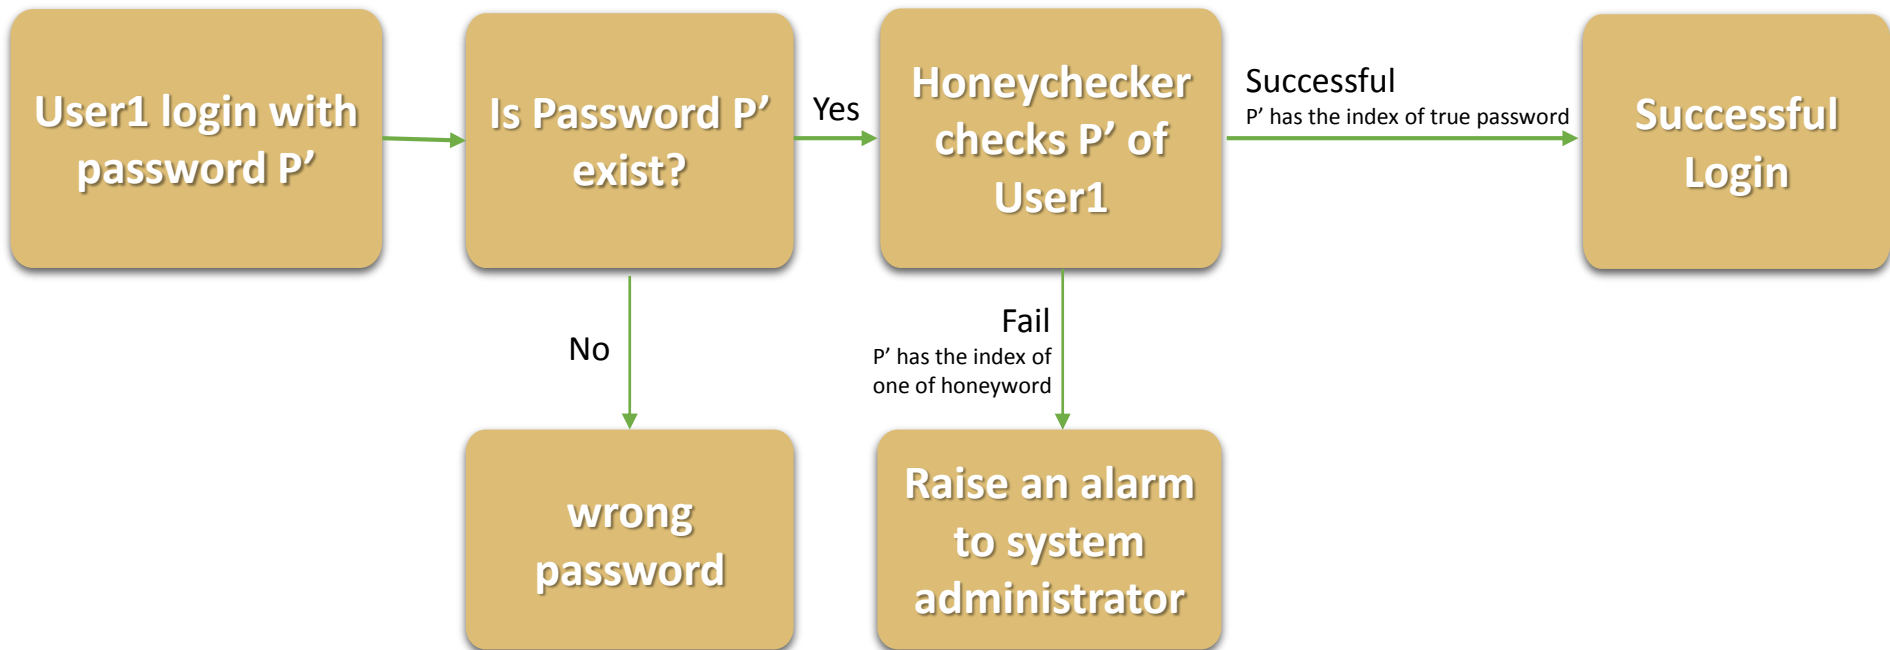 User1 login with
password P’
Is Password P’
exist?
Yes
Honeychecker
checks P’ of
User1
Successful
P’ has the index of true password
Successful
Login
No
Fail
P’ has the index of
one of honeyword
wrong
password
Raise an alarm
to system
administrator